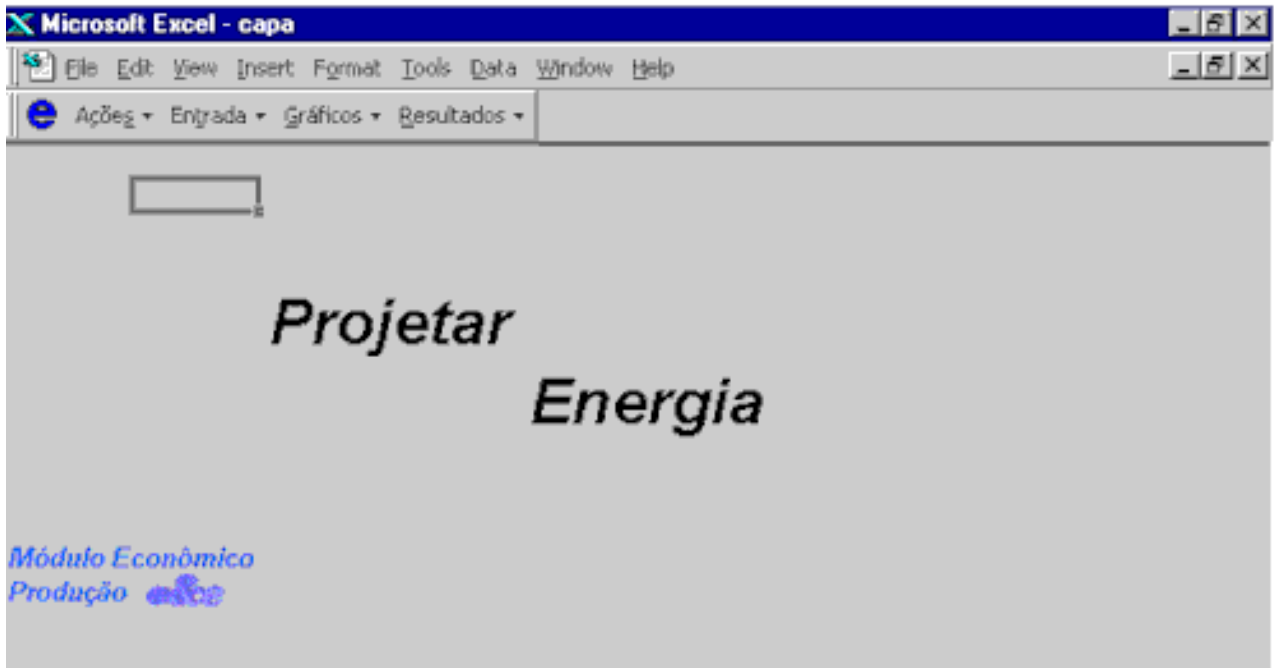 Microsoft Excel - capa
File Edit View Insert Format Tools Data Window Help
Ações Entrada Gráficos Resultados
Projetar
Energia
Módulo Econômico
Produção